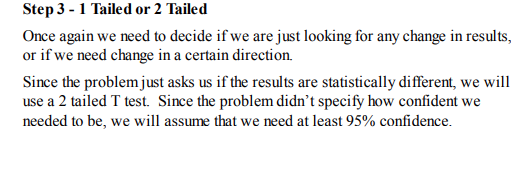 Step 3 - 1 Tailed or 2 Tailed
Once again we need to decide if we are just looking for any change in results,
or if we need change in a certain direction.
Since the problem just asks us if the results are statistically different, we will
use a 2 tailed T test.  Since the problem didn't specify how confident we
needed to be, we will assume that we need at least 95% confidence.